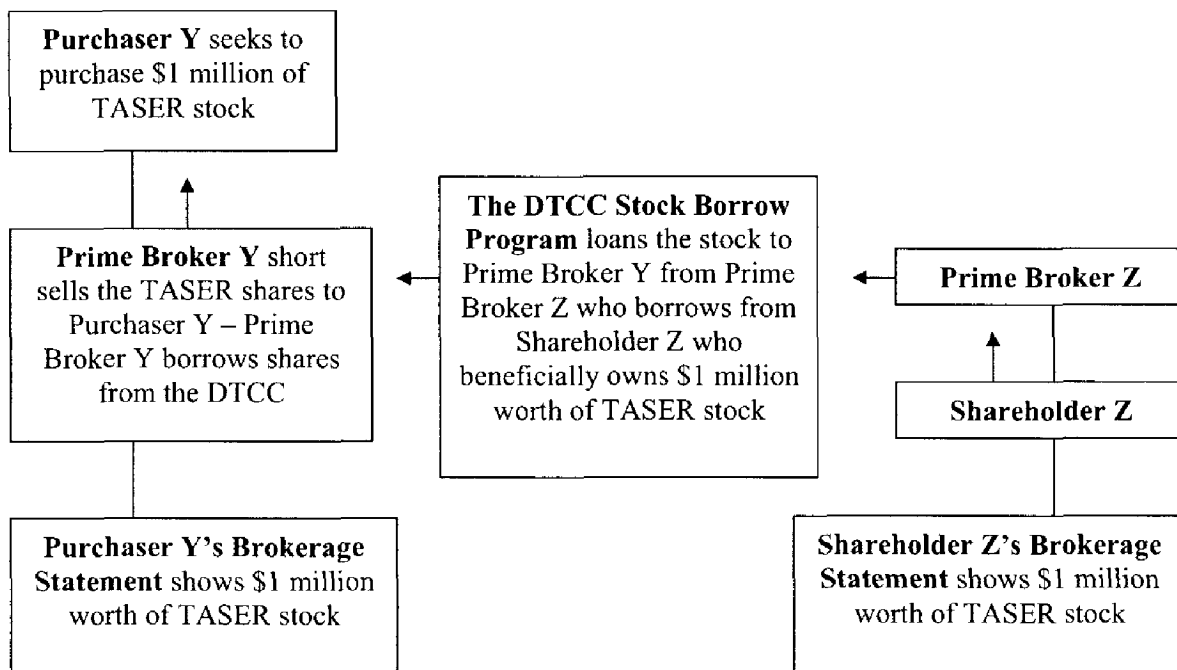 Purchaser Y seeks to
purchase $1 million of
TASER stock
Prime Broker Y short
sells the TASER shares to
Purchaser Y – Prime
Broker Y borrows shares
from the DTCC
Purchaser Y's Brokerage
Statement shows $1 million
worth of TASER stock
The DTCC Stock Borrow
Program loans the stock to
Prime Broker Y from Prime
Broker Z who borrows from
Shareholder Z who
beneficially owns $1 million
worth of TASER stock
Prime Broker Z
Shareholder Z
Shareholder Z's Brokerage
Statement shows $1 million
worth of TASER stock